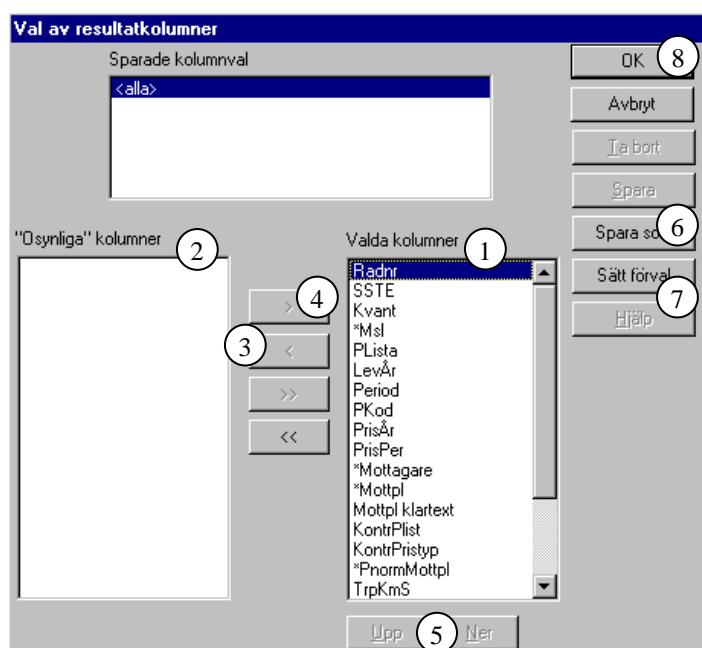 Val av resultatkolumner
Sparade kolumnval
<alla>
OK
8
Avbryt
Ta bort
Spara
Spara so
6
Sätt förval
7
Hjälp
"Osynliga" kolumner
2
>
4
3
<
>>
<<
Valda kolumner
1
Radnr
SSTE
Kvant
*Msl
PLista
LevÅr
Period
PKod
PrisÅr
PrisPer
*Mottagare
*Mottpl
Mottpl klartext
KontrPlist
KontrPristyp
*PnormMottpl
TrpKmS
Upp
5
Ner